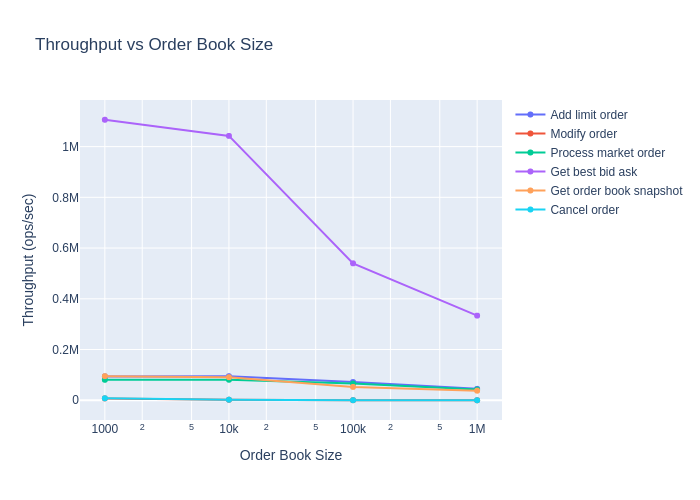 Throughput vs Order Book Size
Throughput (ops/sec)
1M
0.8M
0.6M
0.4M
0.2M
0
1000 2 5 10k 2 5 100k 2 5 1M
Order Book Size
Add limit order
Modify order
Process market order
Get best bid ask
Get order book snapshot
Cancel order